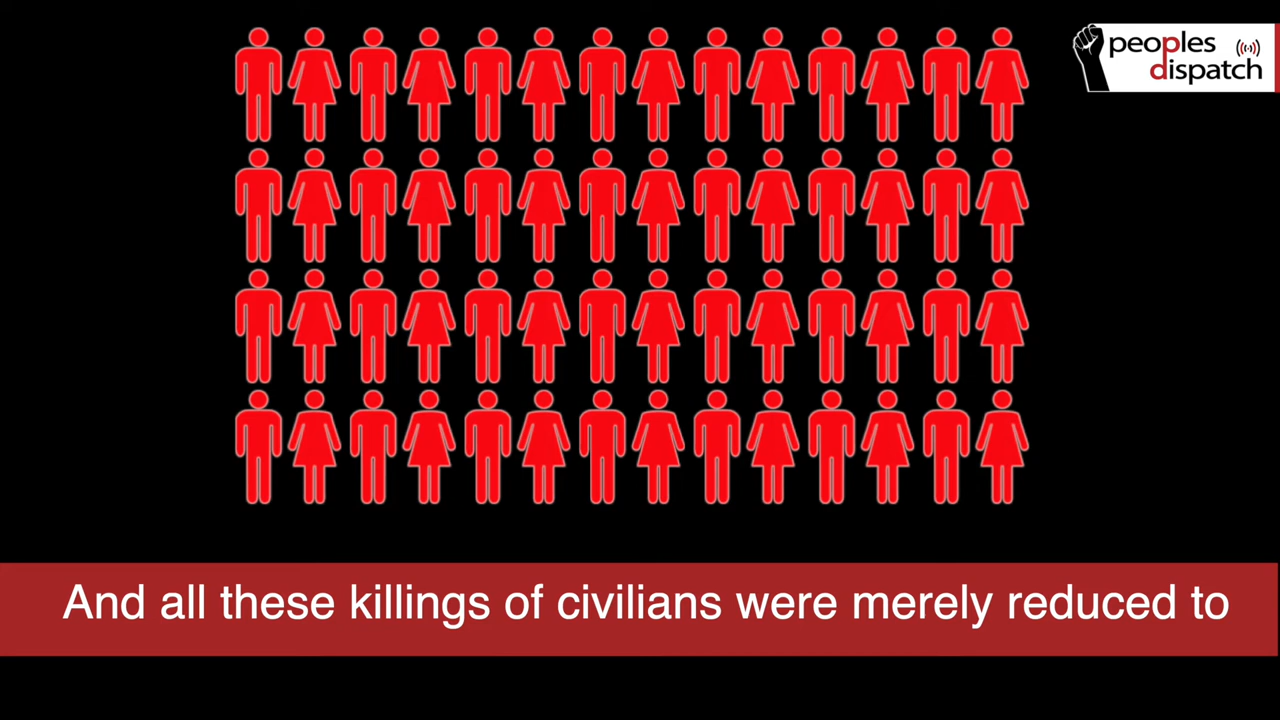 peoples
dispatch
And all these killings of civilians were merely reduced to